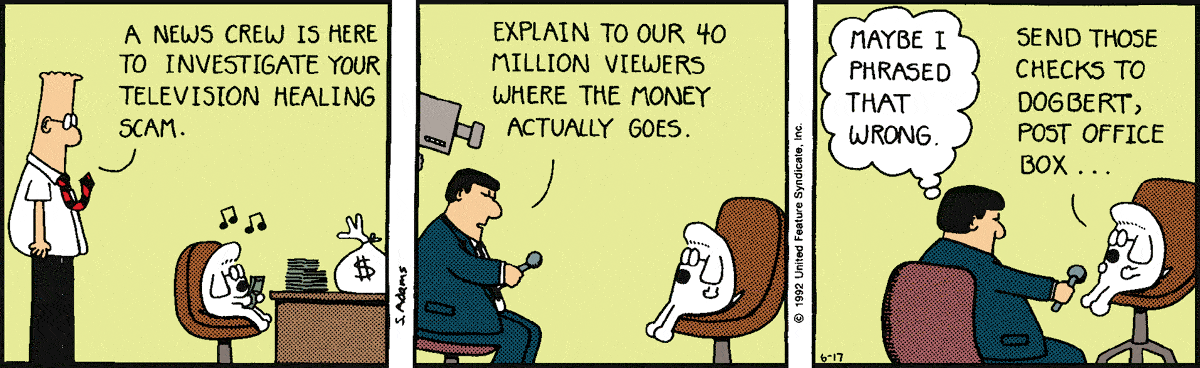 A NEWS CREW IS HERE
TO INVESTIGATE YOUR
TELEVISION HEALING
SCAM.
$
S. Adams
EXPLAIN TO OUR 40
MILLION VIEWERS
WHERE THE MONEY
ACTUALLY GOES.
© 1992 United Feature Syndicate, Inc.
MAYBE I
PHRASED
THAT
WRONG.
SEND THOSE
CHECKS TO
DOGBERT,
POST OFFICE
BOX...
6-17